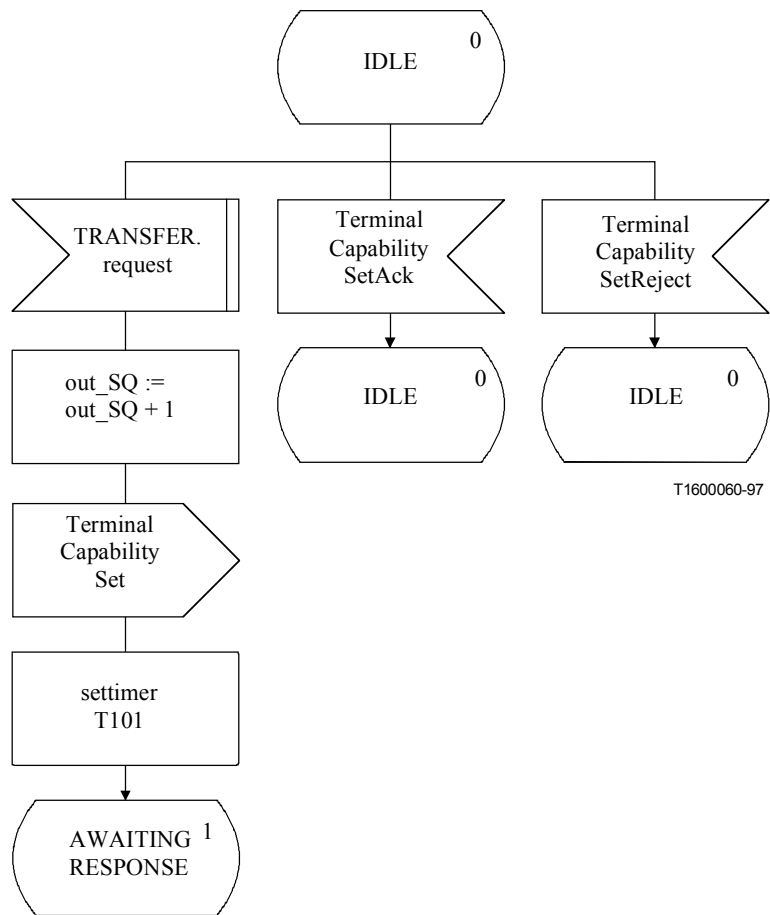 0
IDLE
TRANSFER.
request
Terminal
Capability
SetAck
Terminal
Capability
SetReject
out_SQ :=
out_SQ + 1
0
IDLE
0
IDLE
T1600060-97
Terminal
Capability
Set
settimer
T101
AWAITING 1
RESPONSE